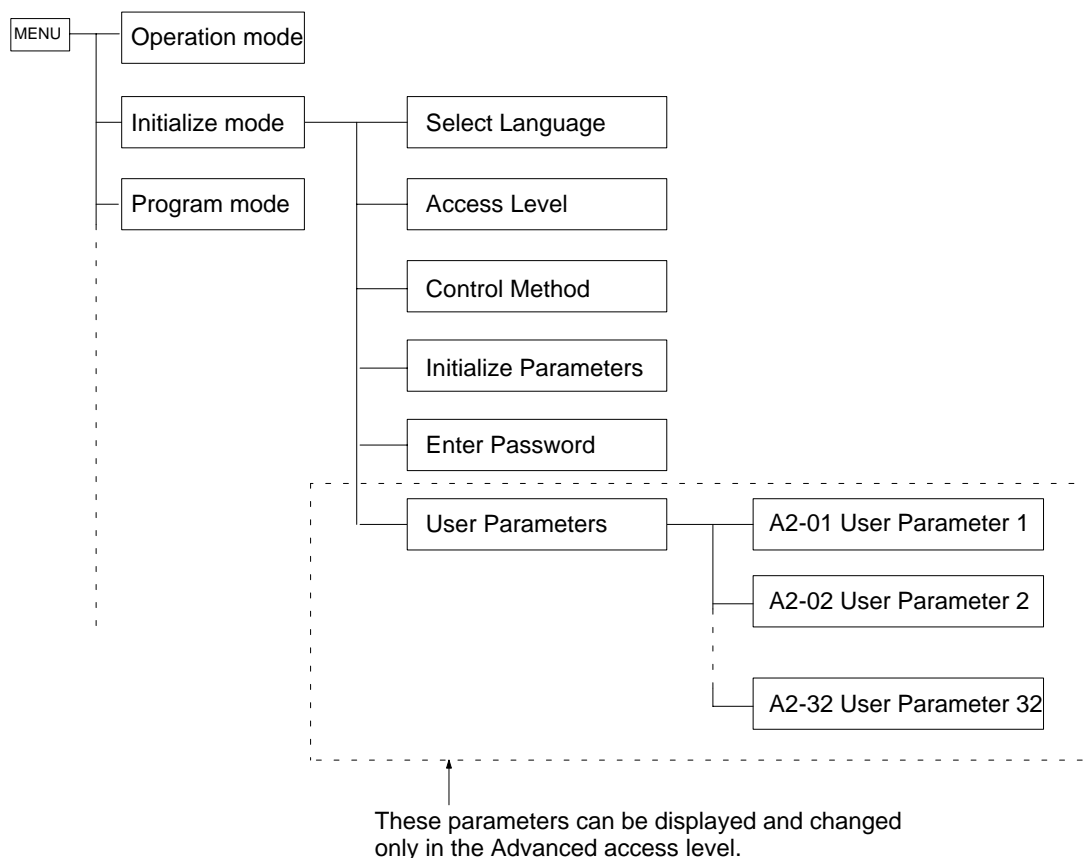 MENU
Operation mode
Initialize mode
Select Language
Program mode
Access Level
Control Method
Initialize Parameters
Enter Password
User Parameters
A2-01 User Parameter 1
A2-02 User Parameter 2
A2-32 User Parameter 32
These parameters can be displayed and changed
only in the Advanced access level.